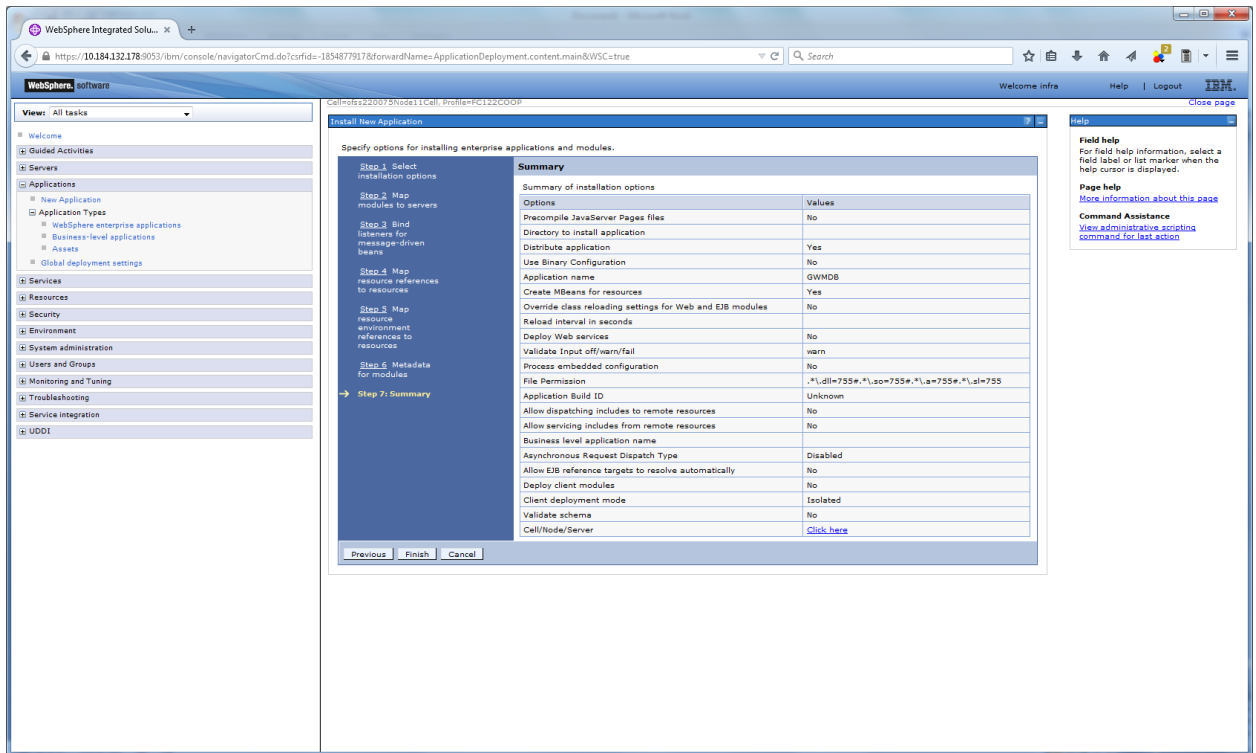 WebSphere Integrated Solu... × +
https://10.184.132.178:9053/ibm/console/navigatorCmd.do?csrfid=-1854877917&forwardName=ApplicationDeployment.content.main&WSC=true
Search
2
WebSphere. software
Welcome infra
Help | Logout
IBM.
View: All tasks
Welcome
Guided Activities
Servers
Applications
New Application
Application Types
WebSphere enterprise applications
Business-level applications
Assets
Global deployment settings
Services
Resources
Security
Environment
System administration
Users and Groups
Monitoring and Tuning
Troubleshooting
Service integration
UDDI
Cell=ofss220075Node11Cell, Profile=FC122COOP
Close page
Install New Application
? -
Specify options for installing enterprise applications and modules.
Step 1 Select
installation options
Step 2 Map
modules to servers
Step 3 Bind
listeners for
message-driven
beans
Step 4 Map
resource references
to resources
Step 5 Map
resource
environment
references to
resources
Step 6 Metadata
for modules
Step 7: Summary
Summary
Summary of installation options
Options Values
Precompile JavaServer Pages files No
Directory to install application
Distribute application Yes
Use Binary Configuration No
Application name GWMDB
Create MBeans for resources Yes
Override class reloading settings for Web and EJB modules No
Reload interval in seconds
Deploy Web services No
Validate Input off/warn/fail warn
Process embedded configuration No
File Permission .*\.dll=755#.*\.so=755#.*\.a=755#.*\.sl=755
Application Build ID Unknown
Allow dispatching includes to remote resources No
Allow servicing includes from remote resources No
Business level application name
Asynchronous Request Dispatch Type Disabled
Allow EJB reference targets to resolve automatically No
Deploy client modules No
Client deployment mode Isolated
Validate schema No
Cell/Node/Server Click here
Previous Finish Cancel
Help
Field help
For field help information, select a
field label or list marker when the
help cursor is displayed.
Page help
More information about this page
Command Assistance
View administrative scripting
command for last action